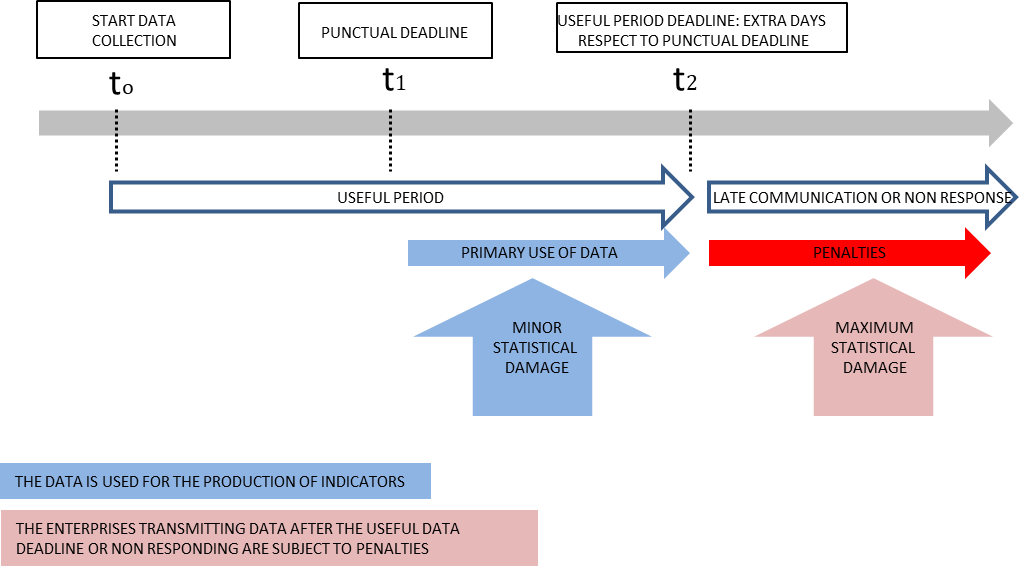 START DATA
COLLECTION
PUNCTUAL DEADLINE
USEFUL PERIOD DEADLINE: EXTRA DAYS
RESPECT TO PUNCTUAL DEADLINE
to
t1
t2
USEFUL PERIOD
LATE COMMUNICATION OR NON RESPONSE
PRIMARY USE OF DATA
PENALTIES
MINOR
STATISTICAL
DAMAGE
MAXIMUM
STATISTICAL
DAMAGE
THE DATA IS USED FOR THE PRODUCTION OF INDICATORS
THE ENTERPRISES TRANSMITTING DATA AFTER THE USEFUL DATA
DEADLINE OR NON RESPONDING ARE SUBJECT TO PENALTIES